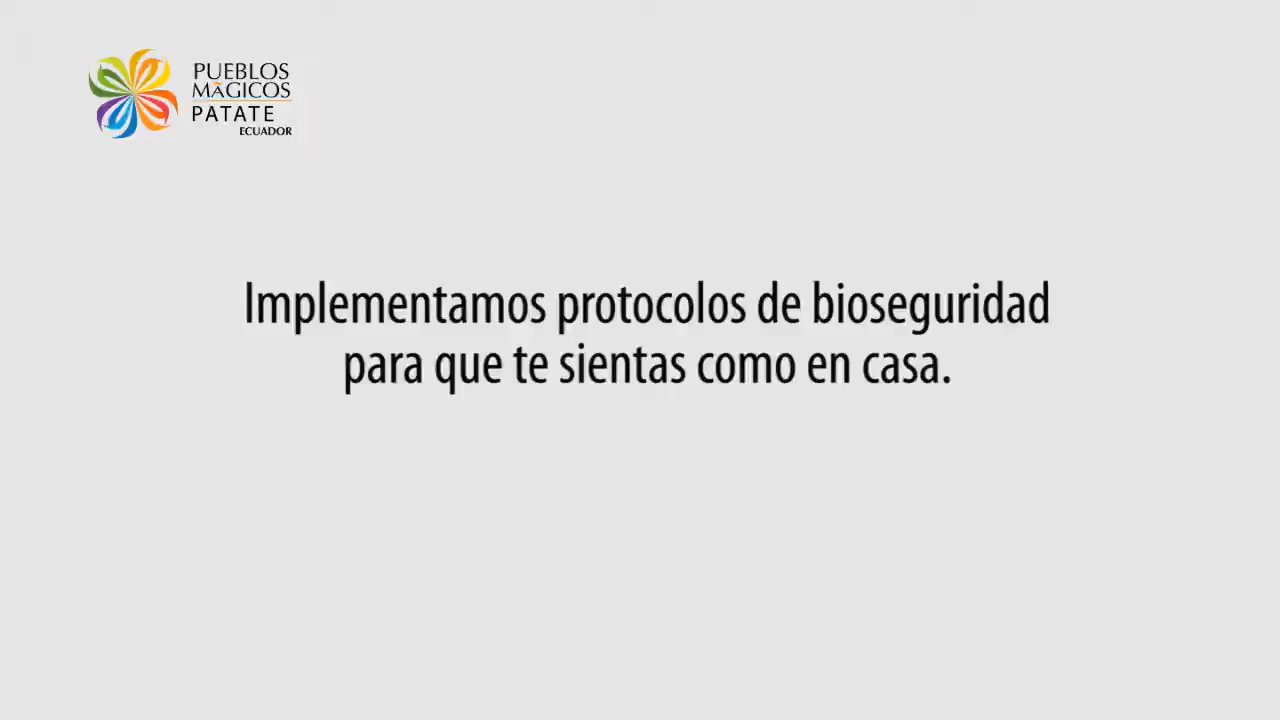 PUEBLOS
MÁGICOS
PATATE
ECUADOR
Implementamos protocolos de bioseguridad
para que te sientas como en casa.